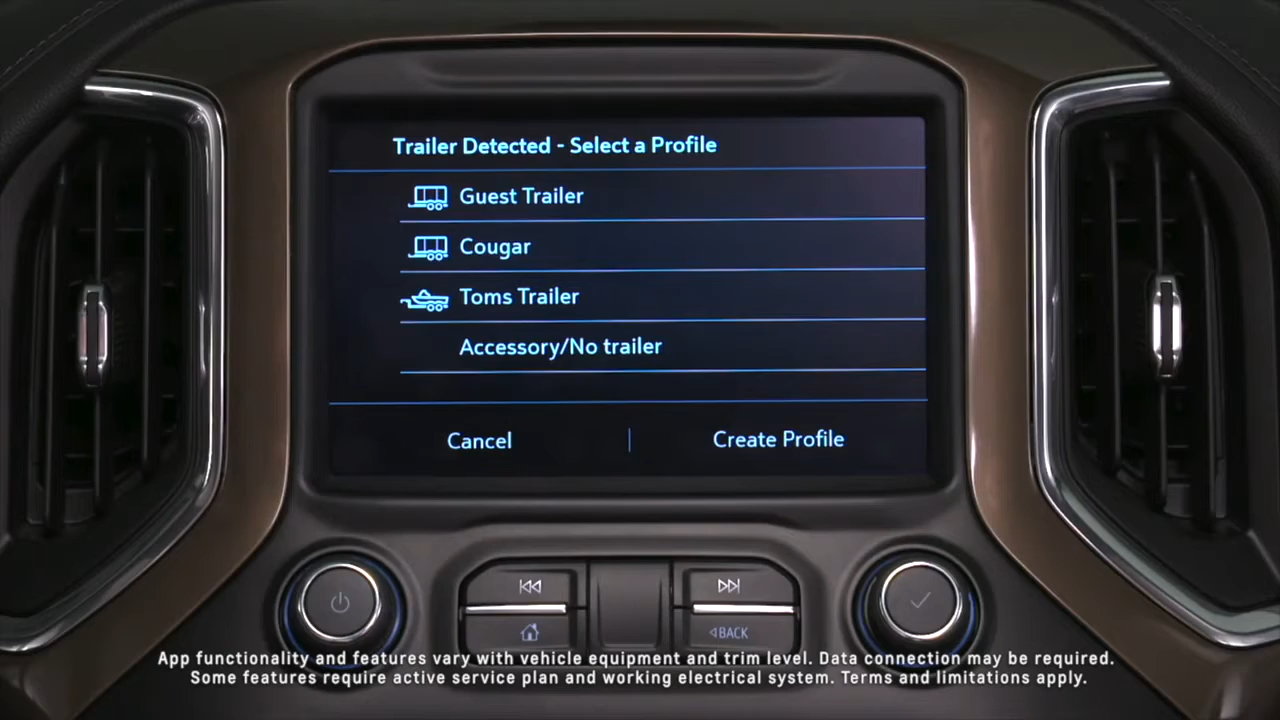 Trailer Detected - Select a Profile
Guest Trailer
Cougar
Toms Trailer
Accessory/No trailer
Cancel
Create Profile
BACK
App functionality and features vary with vehicle equipment and trim level. Data connection may be required.
Some features require active service plan and working electrical system. Terms and limitations apply.